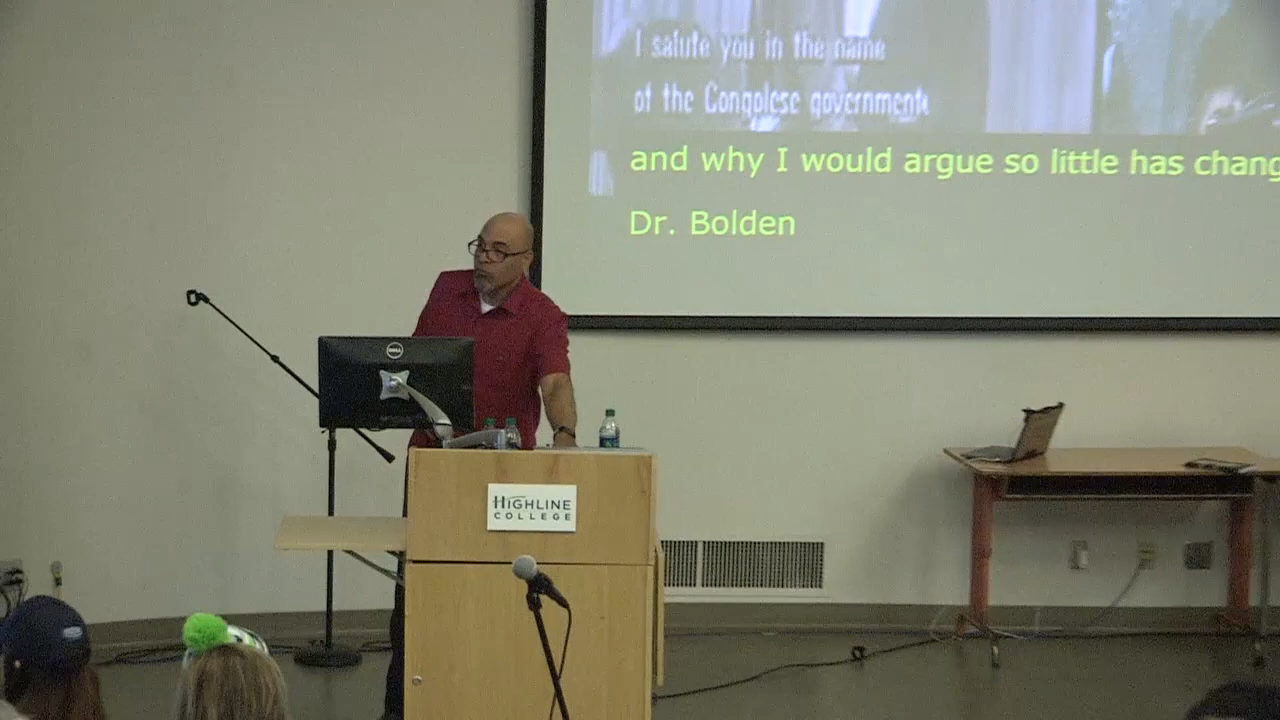 I salute you in the name
of the Congolese government.
and why I would argue so little has chang
Dr. Bolden
DELL
HIGHLINE
COLLEGE